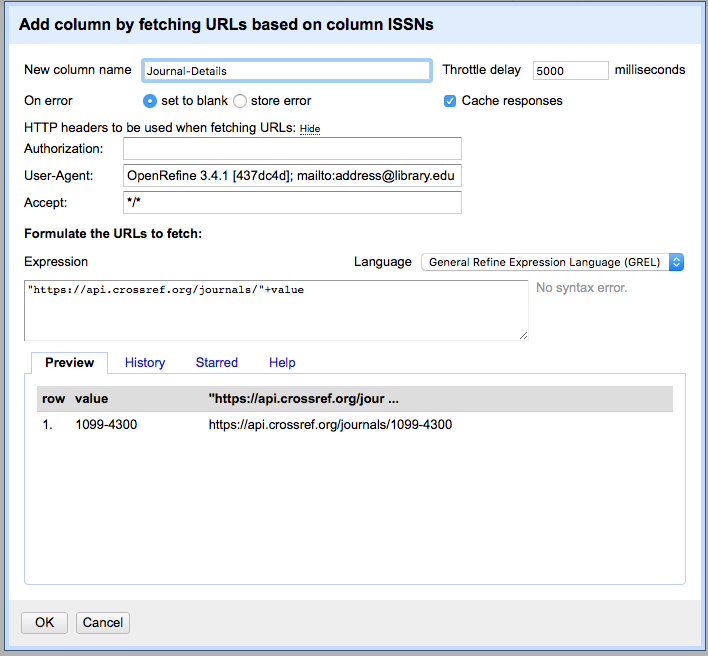 Add column by fetching URLs based on column ISSNs
New column name Journal-Details Throttle delay 5000 milliseconds
On error set to blank store error Cache responses
HTTP headers to be used when fetching URLs: Hide
Authorization:
User-Agent: OpenRefine 3.4.1 [437dc4d]; mailto:address@library.edu
Accept: */*
Formulate the URLs to fetch:
Expression Language General Refine Expression Language (GREL)
"https://api.crossref.org/journals/"+value No syntax error.
Preview History Starred Help
row value "https://api.crossref.org/jour ...
1. 1099-4300 https://api.crossref.org/journals/1099-4300
OK Cancel